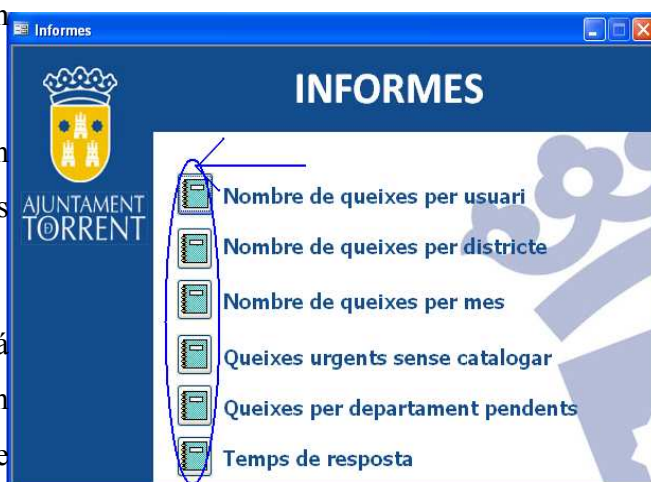 Informes
INFORMES
AJUNTAMENT
DE
TORRENT
Nombre de queixes per usuari
Nombre de queixes per districte
Nombre de queixes per mes
Queixes urgents sense catalogar
Queixes per departament pendents
Temps de resposta